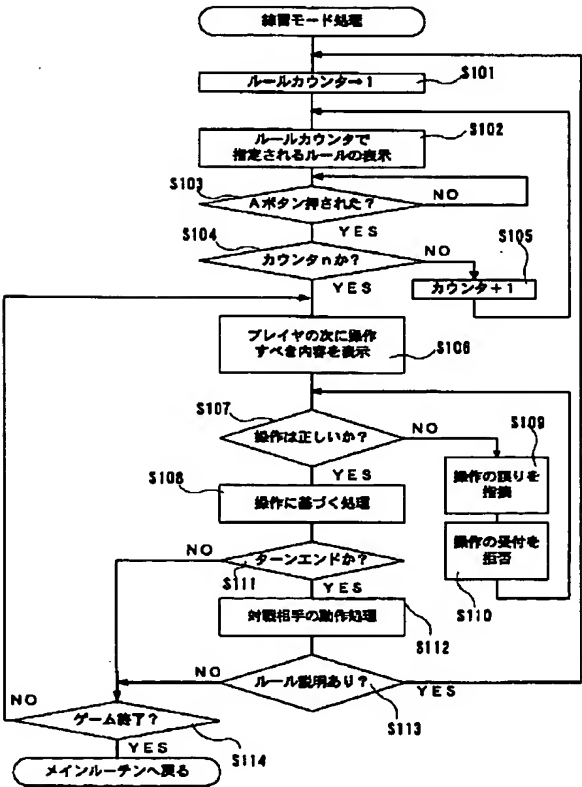 練習モード処理
ルールカウンタ→1
S101
ルールカウンタで
指定されるルールの表示
S102
S103
Aボタン押された?
NO
YES
S104
カウンタnか?
NO
S105
YES
カウンタ+1
プレイヤの次に操作
すべき内容を表示
S106
S107
操作は正しいか?
NO
S109
YES
操作の誤りを
指摘
S108
操作に基づく処理
操作の受付を
拒否
S110
NO
ターンエンドか?
S111
YES
対戦相手の動作処理
S112
NO
ルール説明あり?
YES
S113
NO
ゲーム終了?
YES
S114
メインルーチンへ戻る